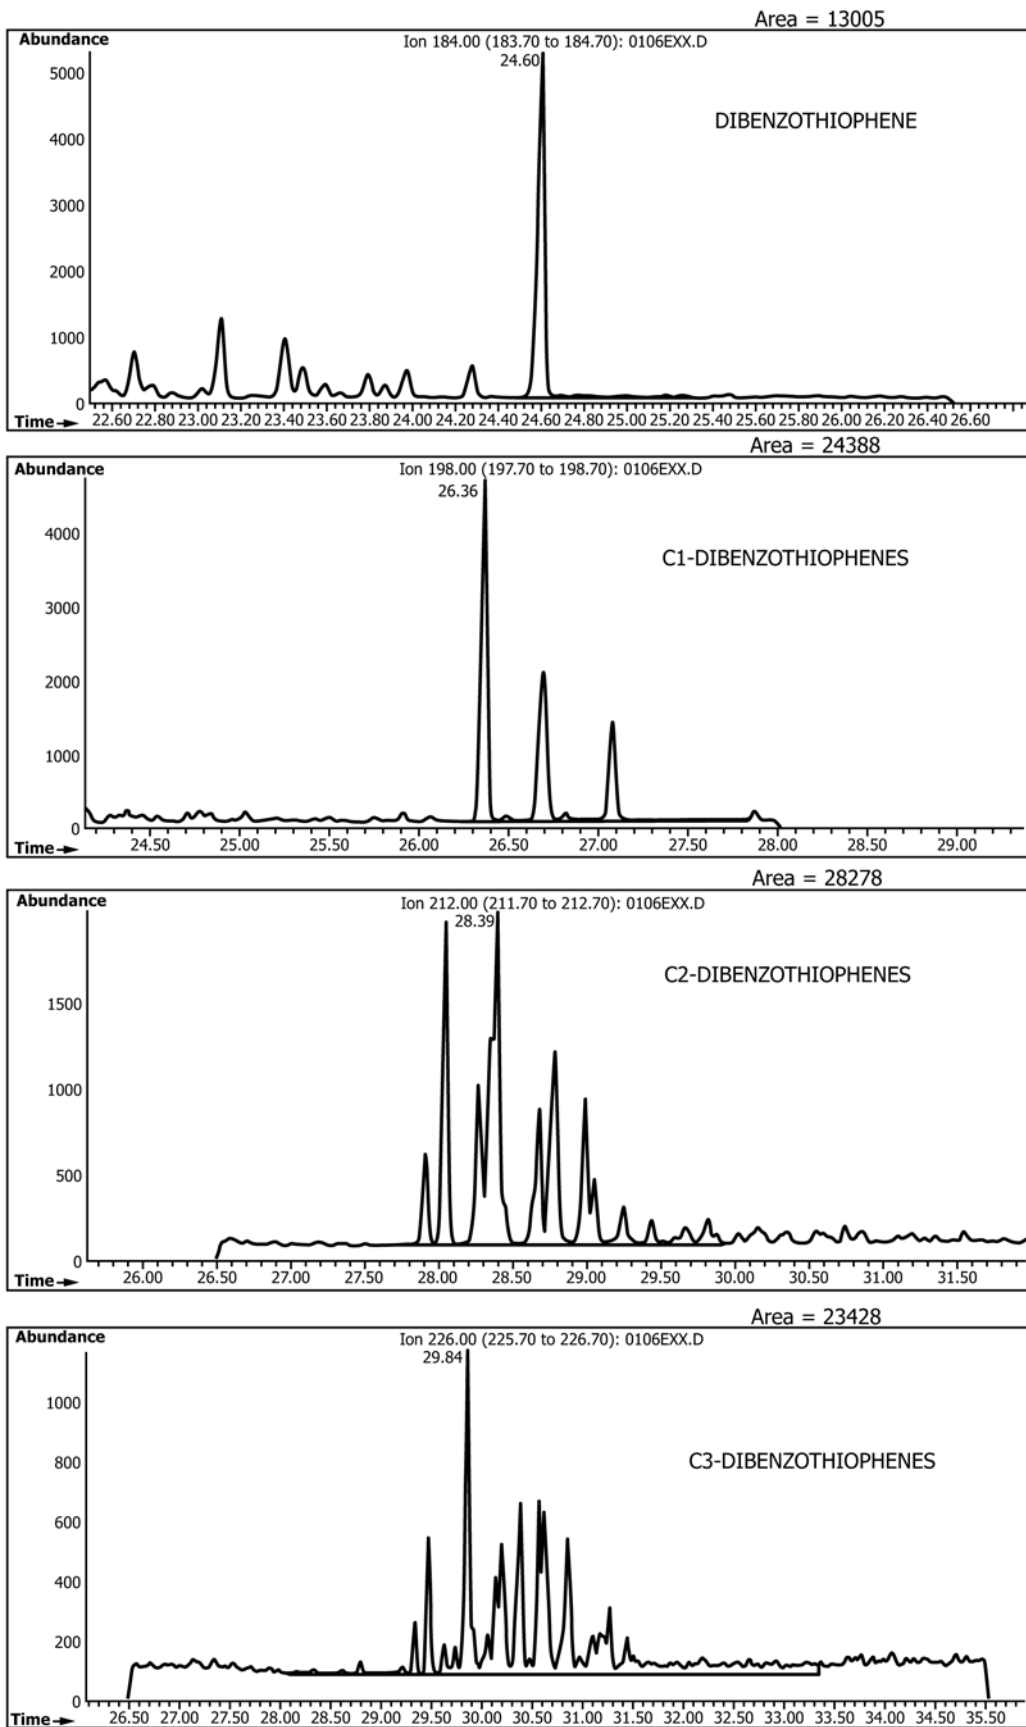 Area = 13005
Abundance
Ion 184.00 (183.70 to 184.70): 0106EXX.D
24.60
5000
DIBENZOTHIOPHENE
4000
3000
2000
1000
0
Time
22.60 22.80 23.00 23.20 23.40 23.60 23.80 24.00 24.20 24.40 24.60 24.80 25.00 25.20 25.40 25.60 25.80 26.00 26.20 26.40 26.60
Area = 24388
Abundance
Ion 198.00 (197.70 to 198.70): 0106EXX.D
26.36
4000
C1-DIBENZOTHIOPHENES
3000
2000
1000
0
Time
24.50 25.00 25.50 26.00 26.50 27.00 27.50 28.00 28.50 29.00
Area = 28278
Abundance
Ion 212.00 (211.70 to 212.70): 0106EXX.D
28.39
C2-DIBENZOTHIOPHENES
1500
1000
500
0
Time
26.00 26.50 27.00 27.50 28.00 28.50 29.00 29.50 30.00 30.50 31.00 31.50
Area = 23428
Abundance
Ion 226.00 (225.70 to 226.70): 0106EXX.D
29.84
1000
C3-DIBENZOTHIOPHENES
800
600
400
200
0
Time
26.50 27.00 27.50 28.00 28.50 29.00 29.50 30.00 30.50 31.00 31.50 32.00 32.50 33.00 33.50 34.00 34.50 35.00 35.5